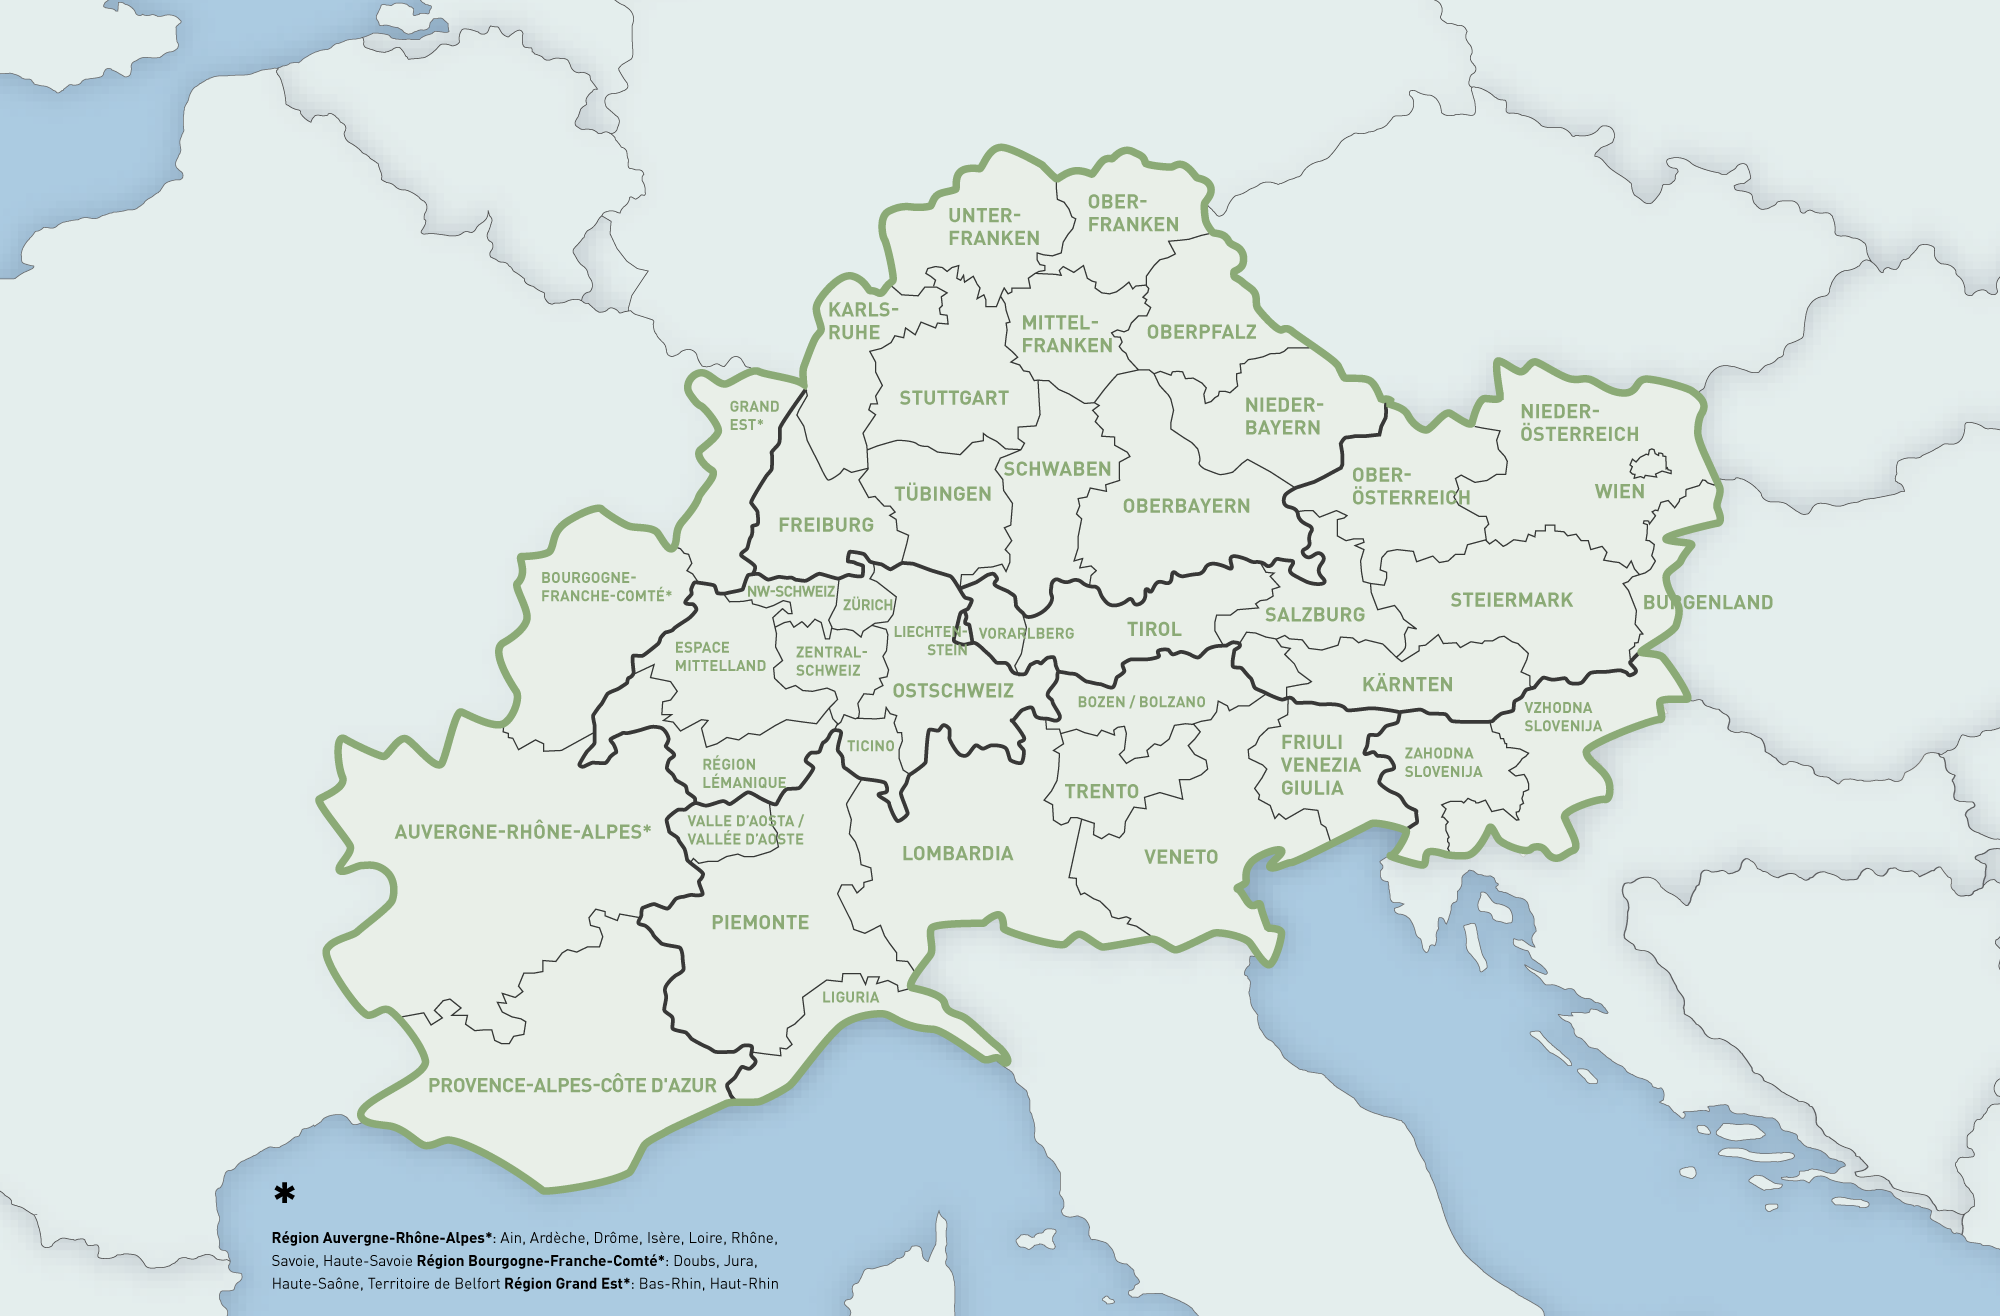 UNTER-
FRANKEN
OBER-
FRANKEN
KARLS-
RUHE
MITTEL-
FRANKEN
OBERPFALZ
GRAND
EST*
STUTTGART
NIEDER-
BAYERN
NIEDER-
ÖSTERREICH
SCHWABEN
TÜBINGEN
OBERBAYERN
OBER-
ÖSTERREICH
WIEN
FREIBURG
BOURGOGNE-
FRANCHE-COMTÉ*
NW-SCHWEIZ
ZÜRICH
STEIERMARK
BURGENLAND
LIECHTEN-
STEIN
VORARLBERG
TIROL
SALZBURG
ESPACE
MITTELLAND
ZENTRAL-
SCHWEIZ
OSTSCHWEIZ
KÄRNTEN
BOZEN / BOLZANO
VZHODNA
SLOVENIJA
TICINO
FRIULI
VENEZIA
GIULIA
ZAHODNA
SLOVENIJA
RÉGION
LÉMANIQUE
TRENTO
AUVERGNE-RHÔNE-ALPES*
VALLE D'AOSTA /
VALLÉE D'AOSTE
LOMBARDIA
VENETO
PIEMONTE
LIGURIA
PROVENCE-ALPES-CÔTE D'AZUR
*
Région Auvergne-Rhône-Alpes*: Ain, Ardèche, Drôme, Isère, Loire, Rhône,
Savoie, Haute-Savoie Région Bourgogne-Franche-Comté*: Doubs, Jura,
Haute-Saône, Territoire de Belfort Région Grand Est*: Bas-Rhin, Haut-Rhin